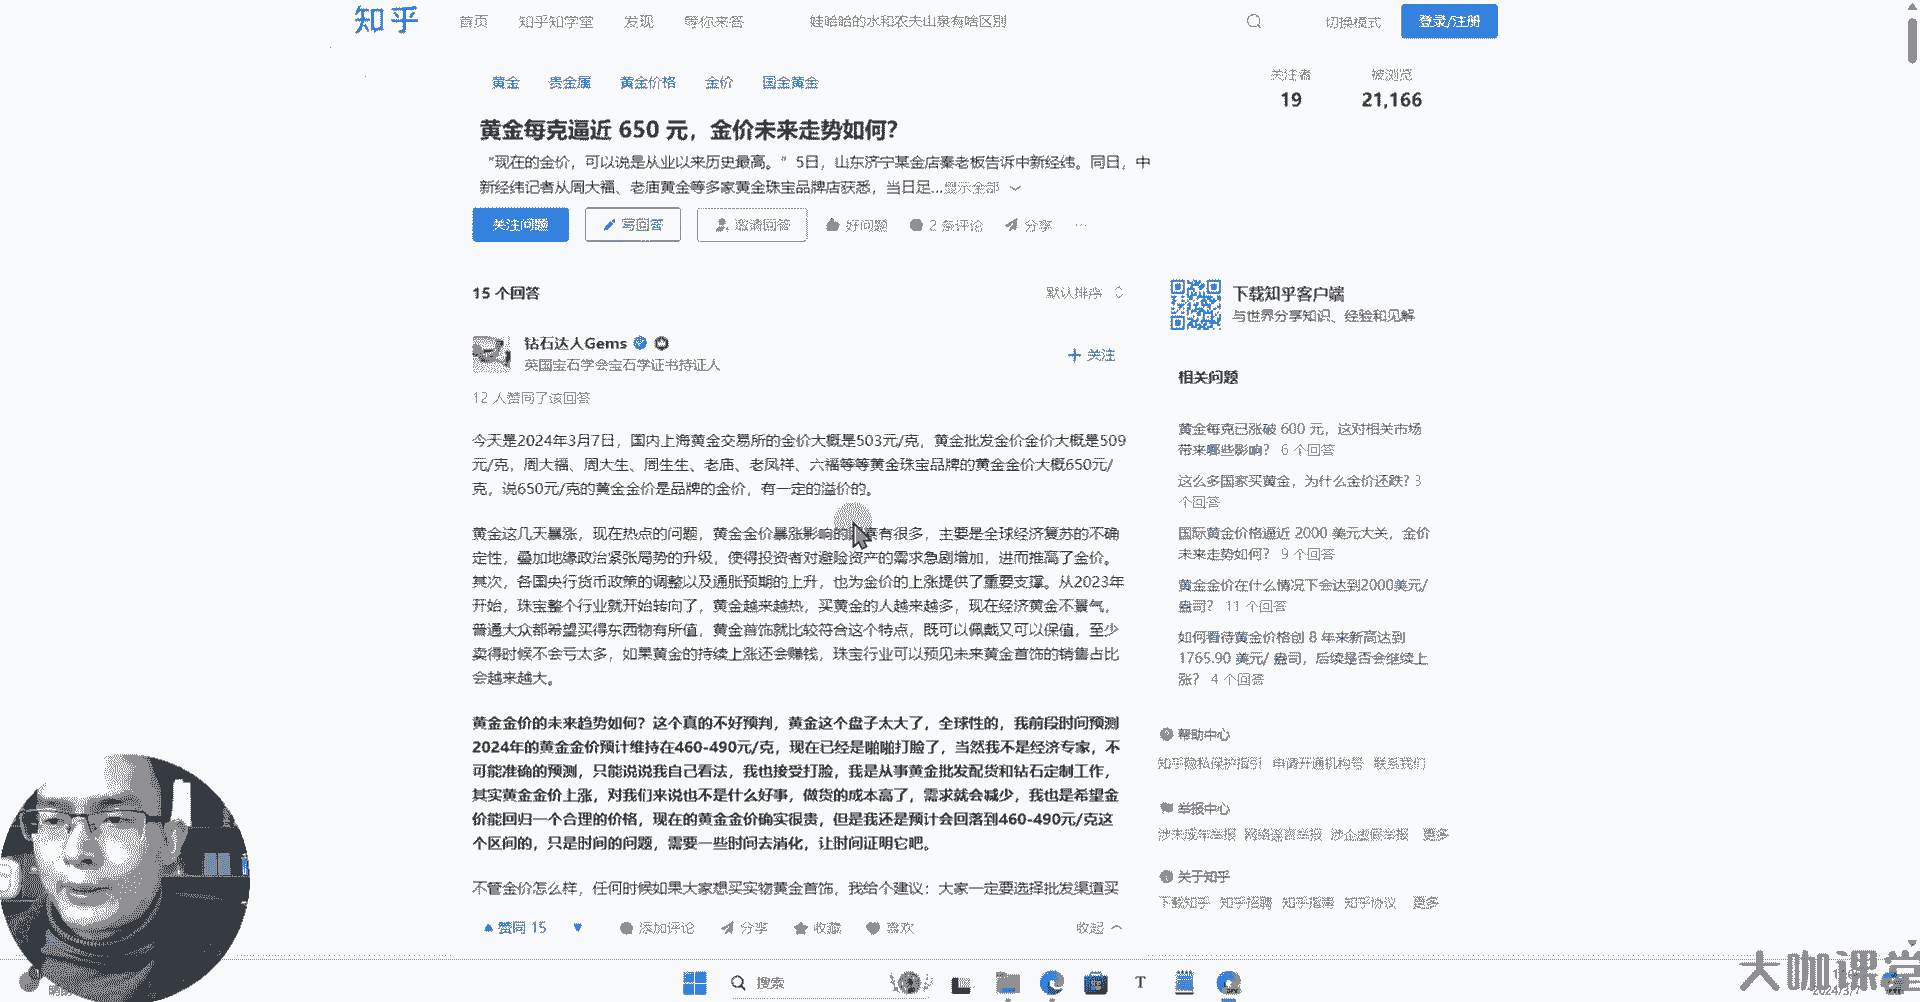 知乎 首页 知乎知学堂 发现 等你来答 娃哈哈的水和农夫山泉有啥区别 切换模式 登录/注册
黄金 贵金属 黄金价格 金价 国金黄金
关注者 被浏览
19 21,166
黄金每克逼近 650 元，金价未来走势如何？
“现在的金价，可以说是从业以来历史最高。”5日，山东济宁某金店秦老板告诉中新经纬。同日，中
新经纬记者从周大福、老庙黄金等多家黄金珠宝品牌店获悉，当日足...显示全部
关注问题 写回答 邀请回答 好问题 2 条评论 分享 ...
15 个回答 默认排序
钻石达人Gems
英国宝石学会宝石学证书持证人
关注
12 人赞同了该回答
今天是2024年3月7日，国内上海黄金交易所的金价大概是503元/克，黄金批发金价金价大概是509
元/克，周大福、周大生、周生生、老庙、老凤祥、六福等等黄金珠宝品牌的黄金金价大概650元/
克，说650元/克的黄金金价是品牌的金价，有一定的溢价的。
黄金这几天暴涨，现在热点的问题，黄金金价暴涨影响的素有很多，主要是全球经济复苏的不确
定性，叠加地缘政治紧张局势的升级，使得投资者对避险资产的需求急剧增加，进而推高了金价。
其次，各国央行货币政策的调整以及通胀预期的上升，也为金价的上涨提供了重要支撑。从2023年
开始，珠宝整个行业就开始转向了，黄金越来越热，买黄金的人越来越多，现在经济黄金不景气，
普通大众都希望买得东西物有所值，黄金首饰就比较符合这个特点，既可以佩戴又可以保值，至少
卖得时候不会亏太多，如果黄金的持续上涨还会赚钱，珠宝行业可以预见未来黄金首饰的销售占比
会越来越大。
黄金金价的未来趋势如何？这个真的不好预判，黄金这个盘子太大了，全球性的，我前段时间预测
2024年的黄金金价预计维持在460-490元/克，现在已经是啪啪打脸了，当然我不是经济专家，不
可能准确的预测，只能说说我自己看法，我也接受打脸，我是从事黄金批发配货和钻石定制工作，
其实黄金金价上涨，对我们来说也不是什么好事，做货的成本高了，需求就会减少，我也是希望金
价能回归一个合理的价格，现在的黄金金价确实很贵，但是我还是预计会回落到460-490元/克这
个区间的，只是时间的问题，需要一些时间去消化，让时间证明它吧。
不管金价怎么样，任何时候如果大家想买实物黄金首饰，我给个建议：大家一定要选择批发渠道买
赞同 15 添加评论 分享 收藏 喜欢 收起
下载知乎客户端
与世界分享知识、经验和见解
相关问题
黄金每克已涨破 600 元，这对相关市场
带来哪些影响？ 6 个回答
这么多国家买黄金，为什么金价还跌? 3
个回答
国际黄金价格逼近 2000 美元大关，金价
未来走势如何？ 9 个回答
黄金金价在什么情况下会达到2000美元/
盎司？ 11 个回答
如何看待黄金价格创 8 年来新高达到
1765.90 美元/ 盎司，后续是否会继续上
涨？ 4 个回答
帮助中心
知乎隐私保护指引 申请开通机构号 联系我们
举报中心
涉未成年举报 网络谣言举报 涉企虚假举报 更多
关于知乎
下载知乎 知乎招聘 知乎指南 知乎协议 更多
搜索
大咖课堂
2024/3/7